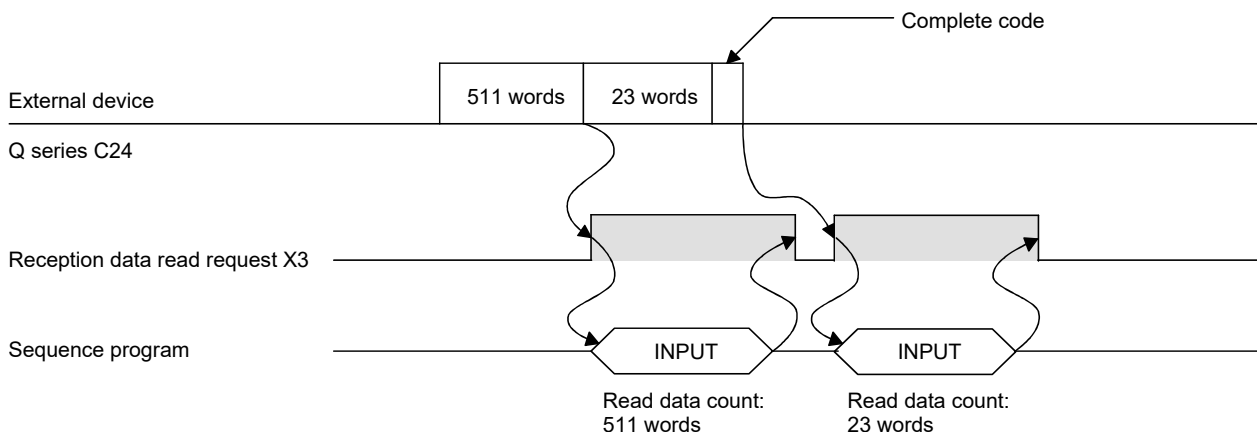 Complete code
External device
511 words
23 words
Q series C24
Reception data read request X3
Sequence program
INPUT
INPUT
Read data count:
511 words
Read data count:
23 words